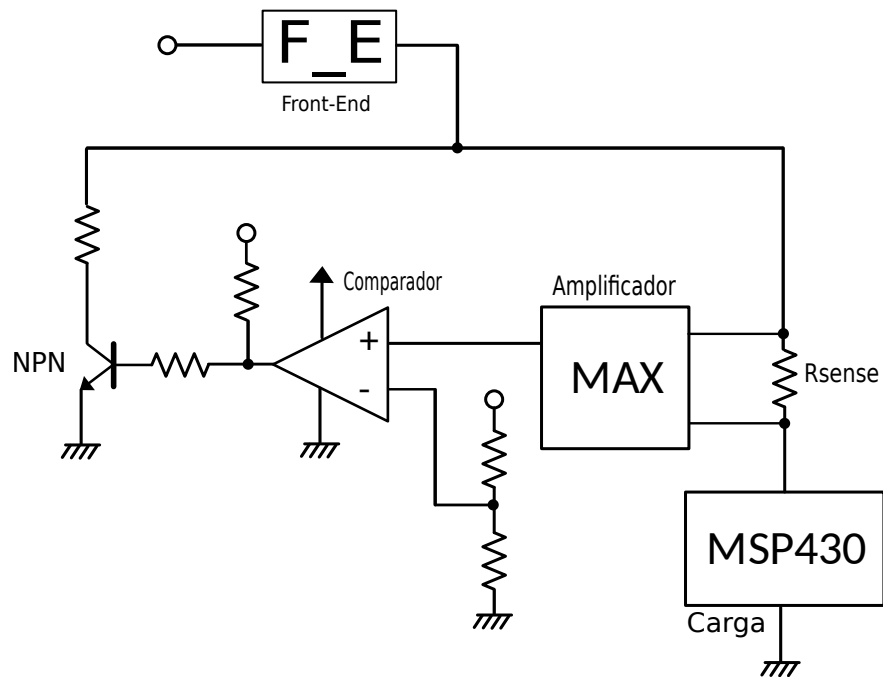 F_E
Front-End
Comparador
Amplificador
+
-
NPN
MAX
Rsense
MSP430
Carga